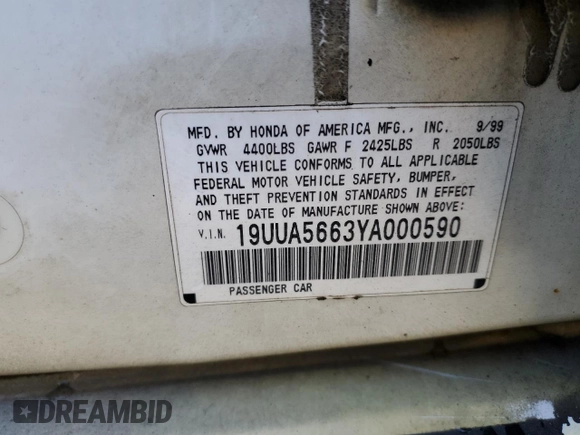 MFD. BY HONDA OF AMERICA MFG., INC. 9/99
GVWR 4400LBS GAWR F 2425LBS R 2050LBS
THIS VEHICLE CONFORMS TO ALL APPLICABLE
FEDERAL MOTOR VEHICLE SAFETY, BUMPER,
AND THEFT PREVENTION STANDARDS IN EFFECT
ON THE DATE OF MANUFACTURE SHOWN ABOVE:
V.I.N. 19UUA5663YA000590
PASSENGER CAR
DREAMBID